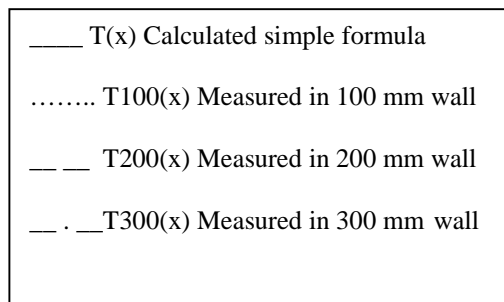 ____ T(x) Calculated simple formula
…….. T100(x) Measured in 100 mm wall
__ __ T200(x) Measured in 200 mm wall
__ . __T300(x) Measured in 300 mm wall